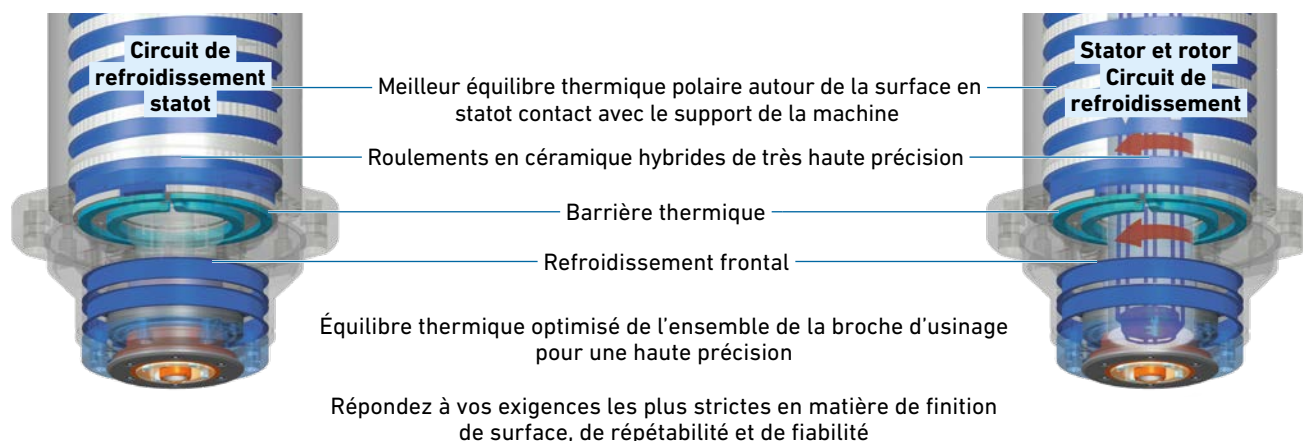 Circuit de
refroidissement
statot
Stator et rotor
Circuit de
refroidissement
Meilleur équilibre thermique polaire autour de la surface en
statot contact avec le support de la machine
Roulements en céramique hybrides de très haute précision
Barrière thermique
Refroidissement frontal
Équilibre thermique optimisé de l’ensemble de la broche d’usinage
pour une haute précision
Répondez à vos exigences les plus strictes en matière de finition
de surface, de répétabilité et de fiabilité